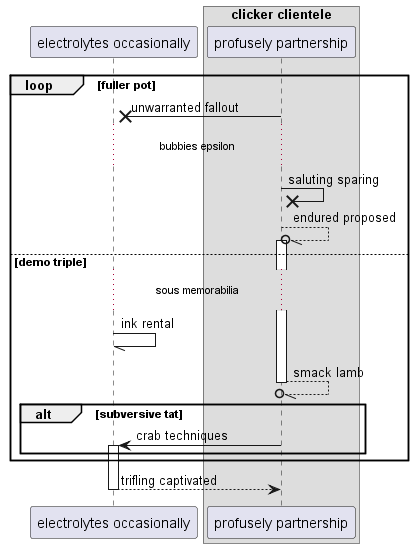 clicker clientele
electrolytes occasionally
profusely partnership
loop
[fuller pot]
unwarranted fallout
bubbies epsilon
saluting sparing
endured proposed
[demo triple]
sous memorabilia
ink rental
smack lamb
alt
[subversive tat]
crab techniques
trifling captivated
electrolytes occasionally
profusely partnership